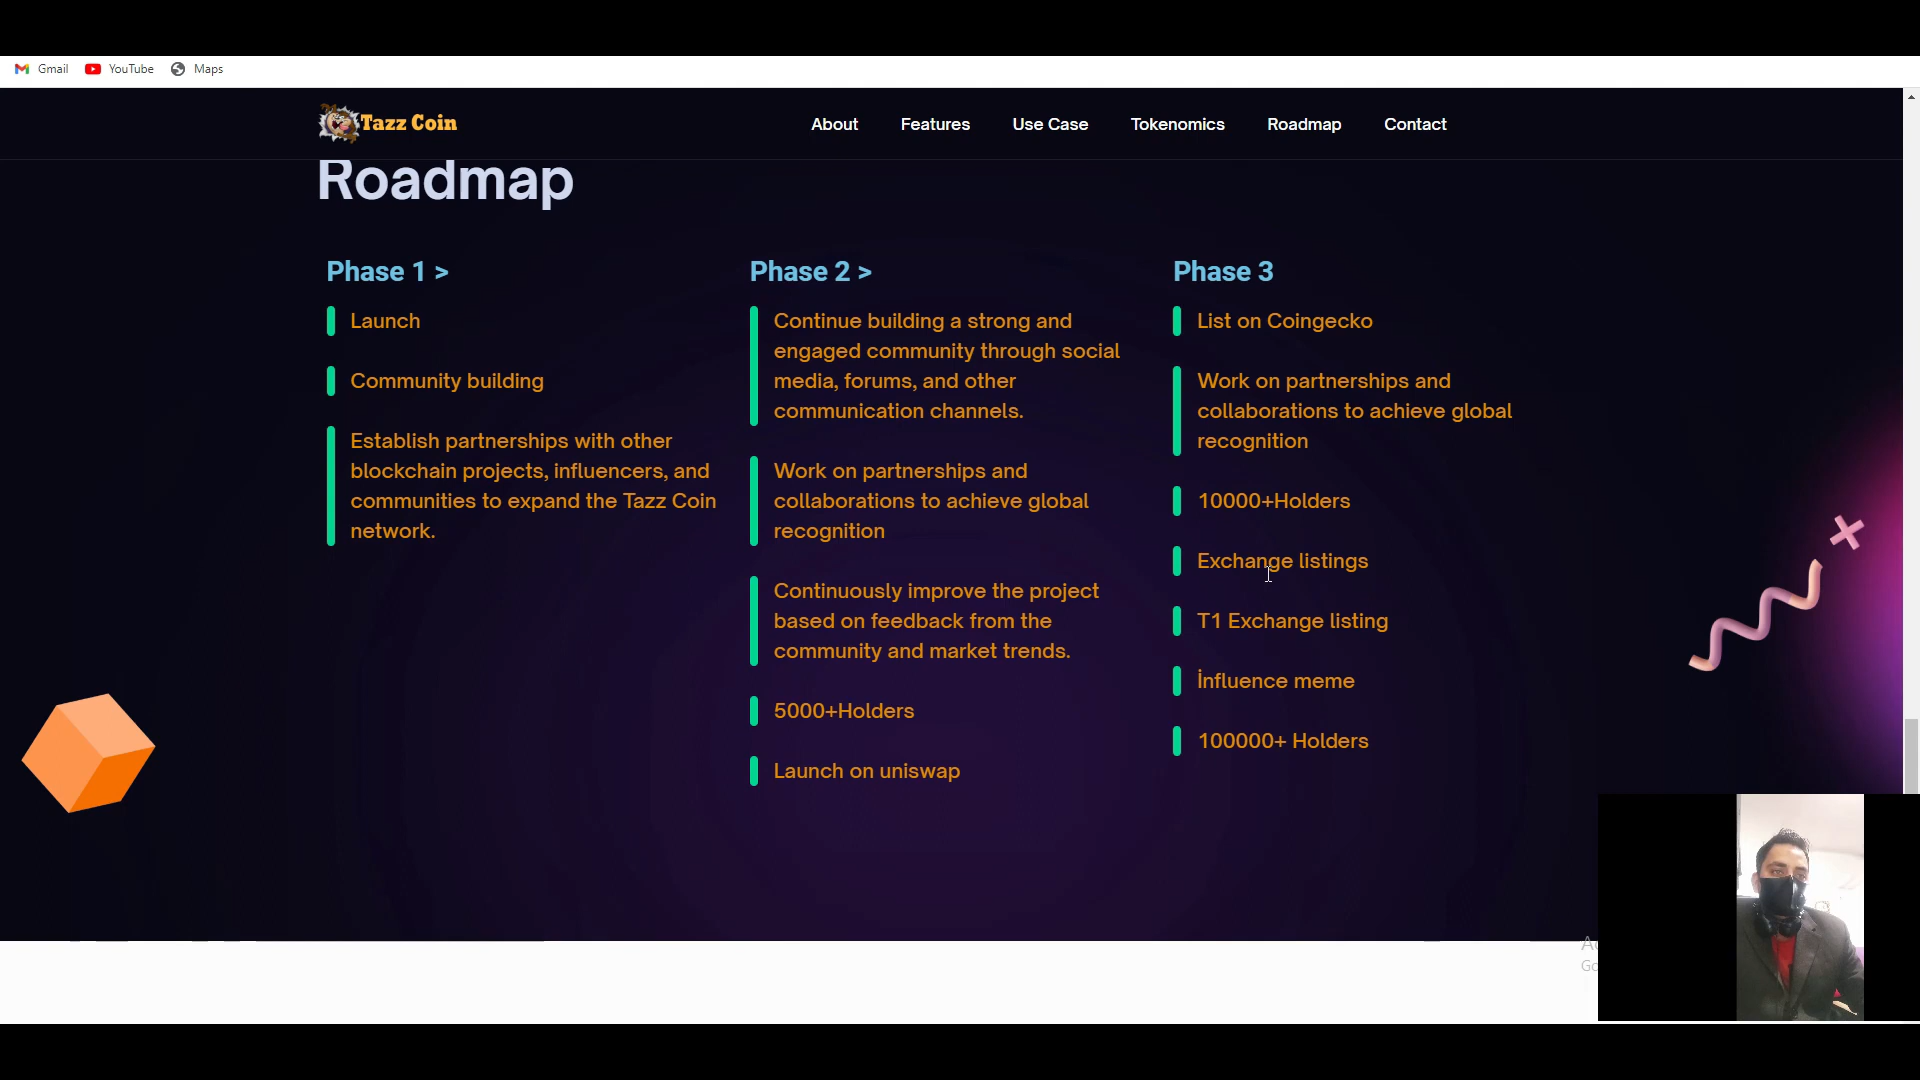 Gmail YouTube Maps
Tazz Coin
About Features Use Case Tokenomics Roadmap Contact
Roadmap
Phase 1 >
Launch
Community building
Establish partnerships with other
blockchain projects, influencers, and
communities to expand the Tazz Coin
network.
Phase 2 >
Continue building a strong and
engaged community through social
media, forums, and other
communication channels.
Work on partnerships and
collaborations to achieve global
recognition
Continuously improve the project
based on feedback from the
community and market trends.
5000+Holders
Launch on uniswap
Phase 3
List on Coingecko
Work on partnerships and
collaborations to achieve global
recognition
10000+Holders
Exchange listings
T1 Exchange listing
İnfluence meme
100000+ Holders